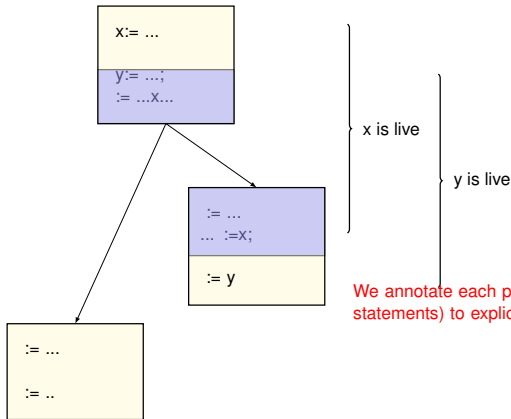 x:= ...
y:= ...;
:= ...x...
x is live
y is live
:= ...
... :=x;
:= y
We annotate each p
statements) to explic
:= ...
:= ..